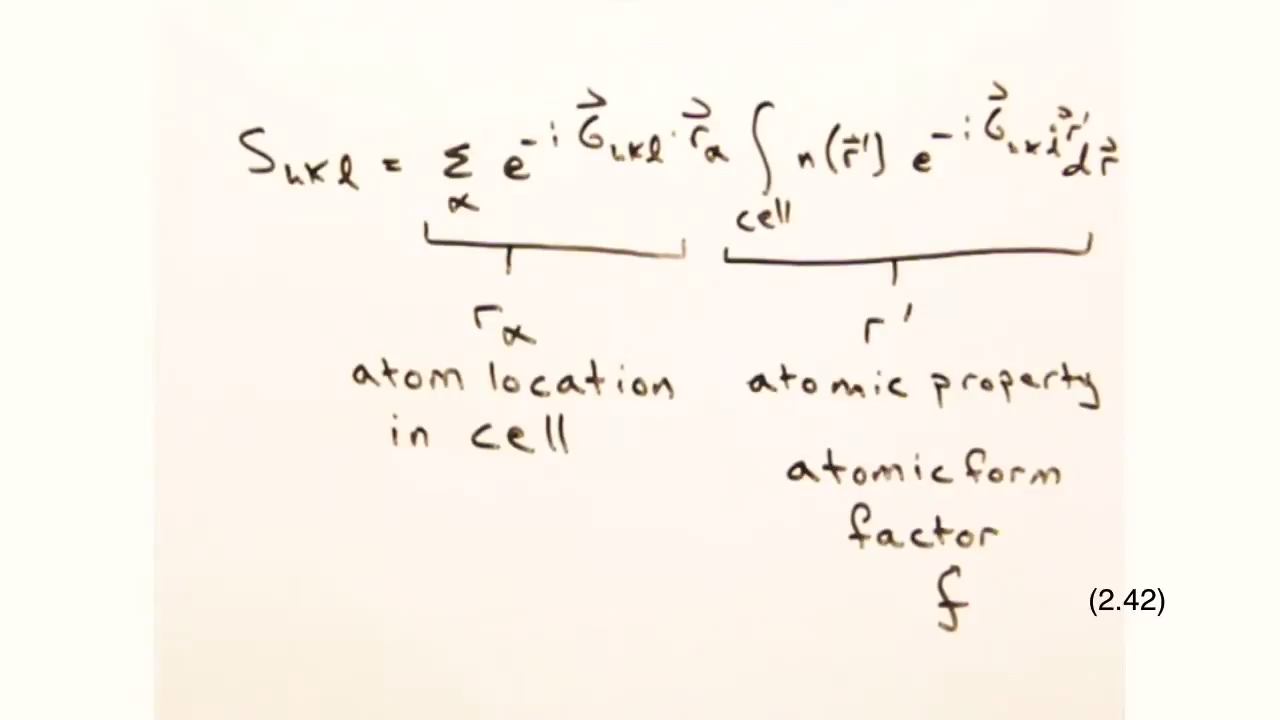 S_hkl = Σ_α e^{-i G⃗_hkl · r⃗_α} ∫_cell n(r⃗') e^{-i G⃗_hkl · r⃗'} dr⃗
r_α r'
atom location atomic property
in cell
atomic form
factor
f
(2.42)